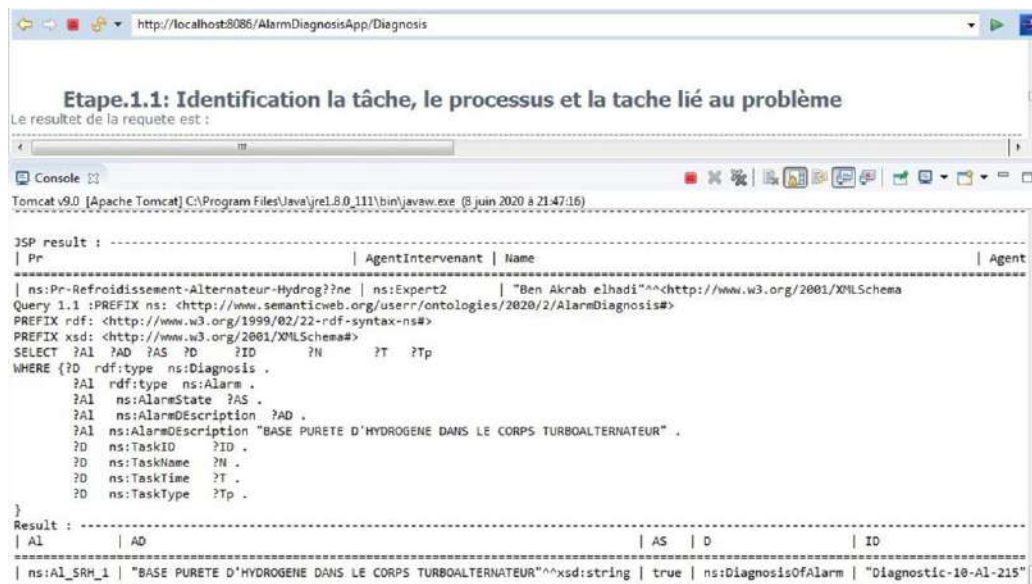 http://localhost:8086/AlarmDiagnosisApp/Diagnosis
Etape.1.1: Identification la tâche, le processus et la tache lié au problème
Le resultet de la requete est :
Console
Tomcat v9.0 [Apache Tomcat] C:\Program Files\Java\jre1.8.0_111\bin\javaw.exe (8 juin 2020 à 21:47:16)
JSP result : ----------------------------------------
| Pr | AgentIntervenant | Name | Agent
========================================
| ns:Pr-Refroidissement-Alternateur-Hydrog??ne | ns:Expert2 | "Ben Akrab elhadi"^^<http://www.w3.org/2001/XMLSchema
Query 1.1 :PREFIX ns: <http://www.semanticweb.org/userr/ontologies/2020/2/AlarmDiagnosis#>
PREFIX rdf: <http://www.w3.org/1999/02/22-rdf-syntax-ns#>
PREFIX xsd: <http://www.w3.org/2001/XMLSchema#>
SELECT ?Al ?AD ?AS ?D ?ID ?N ?T ?Tp
WHERE {?D rdf:type ns:Diagnosis .
?Al rdf:type ns:Alarm .
?Al ns:AlarmState ?AS .
?Al ns:AlarmDEscription ?AD .
?Al ns:AlarmDEscription "BASE PURETE D'HYDROGENE DANS LE CORPS TURBOALTERNATEUR" .
?D ns:TaskID ?ID .
?D ns:TaskName ?N .
?D ns:TaskTime ?T .
?D ns:TaskType ?Tp .
}
Result : ----------------------------------------
| Al | AD | AS | D | ID
========================================
| ns:Al_SRH_1 | "BASE PURETE D'HYDROGENE DANS LE CORPS TURBOALTERNATEUR"^^xsd:string | true | ns:DiagnosisOfAlarm | "Diagnostic-10-Al-215"